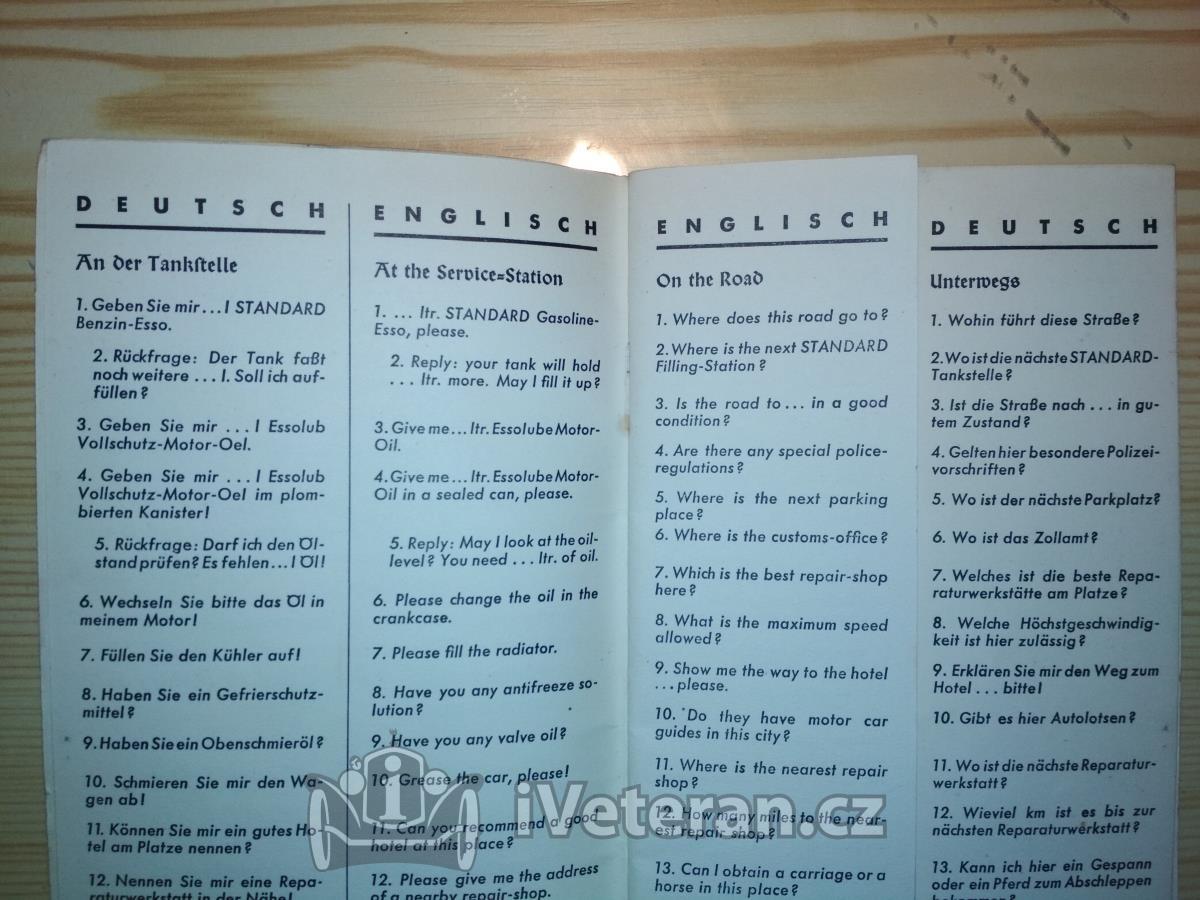 DEUTSCH
An der Tankstelle
1. Geben Sie mir...l STANDARD
Benzin-Esso.
2. Rückfrage: Der Tank faßt
noch weitere ... l. Soll ich auf-
füllen?
3. Geben Sie mir ...l Essolub
Vollschutz-Motor-Oel.
4. Geben Sie mir ...l Essolub
Vollschutz-Motor-Oel im plom-
bierten Kanister!
5. Rückfrage: Darf ich den Öl-
stand prüfen? Es fehlen...l Öl!
6. Wechseln Sie bitte das Öl in
meinem Motor!
7. Füllen Sie den Kühler auf!
8. Haben Sie ein Gefrierschutz-
mittel?
9. Haben Sie ein Obenschmieröl?
10. Schmieren Sie mir den Wa-
gen ab!
11. Können Sie mir ein gutes Ho-
tel am Platze nennen?
12. Nennen Sie mir eine Repa-
raturwerkstatt in der Nähe!
ENGLISCH
At the Service-Station
1. ... ltr. STANDARD Gasoline-
Esso, please.
2. Reply: your tank will hold
... ltr. more. May I fill it up?
3. Give me... ltr. Essolube Motor-
Oil.
4. Give me... ltr. Essolube Motor-
Oil in a sealed can, please.
5. Reply: May I look at the oil-
level? You need ... ltr. of oil.
6. Please change the oil in the
crankcase.
7. Please fill the radiator.
8. Have you any antifreeze so-
lution?
9. Have you any valve oil?
10. Grease the car, please!
11. Can you recommend a good
hotel at this place?
12. Please give me the address
of a nearby repair-shop.
ENGLISCH
On the Road
1. Where does this road go to?
2. Where is the next STANDARD
Filling-Station?
3. Is the road to... in a good
condition?
4. Are there any special police-
regulations?
5. Where is the next parking
place?
6. Where is the customs-office?
7. Which is the best repair-shop
here?
8. What is the maximum speed
allowed?
9. Show me the way to the hotel
...please.
10. Do they have motor car
guides in this city?
11. Where is the nearest repair
shop?
12. How many miles to the near-
est repair shop?
13. Can I obtain a carriage or a
horse in this place?
DEUTSCH
Unterwegs
1. Wohin führt diese Straße?
2. Wo ist die nächste STANDARD-
Tankstelle?
3. Ist die Straße nach ... in gu-
tem Zustand?
4. Gelten hier besondere Polizei-
vorschriften?
5. Wo ist der nächste Parkplatz?
6. Wo ist das Zollamt?
7. Welches ist die beste Repa-
raturwerkstätte am Platze?
8. Welche Höchstgeschwindig-
keit ist hier zulässig?
9. Erklären Sie mir den Weg zum
Hotel ... bitte!
10. Gibt es hier Autolotsen?
11. Wo ist die nächste Reparatur-
werkstatt?
12. Wieviel km ist es bis zur
nächsten Reparaturwerkstatt?
13. Kann ich hier ein Gespann
oder ein Pferd zum Abschleppen
bekommen?
iVeteran.cz